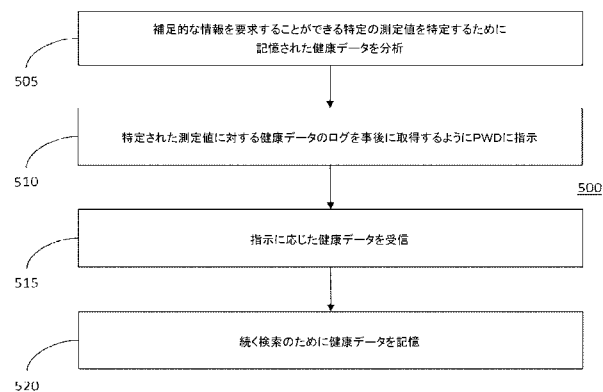 補足的な情報を要求することができる特定の測定値を特定するために
記憶された健康データを分析
505
特定された測定値に対する健康データのログを事後に取得するようにPWDに指示
510
500
指示に応じた健康データを受信
515
続く検索のために健康データを記憶
520